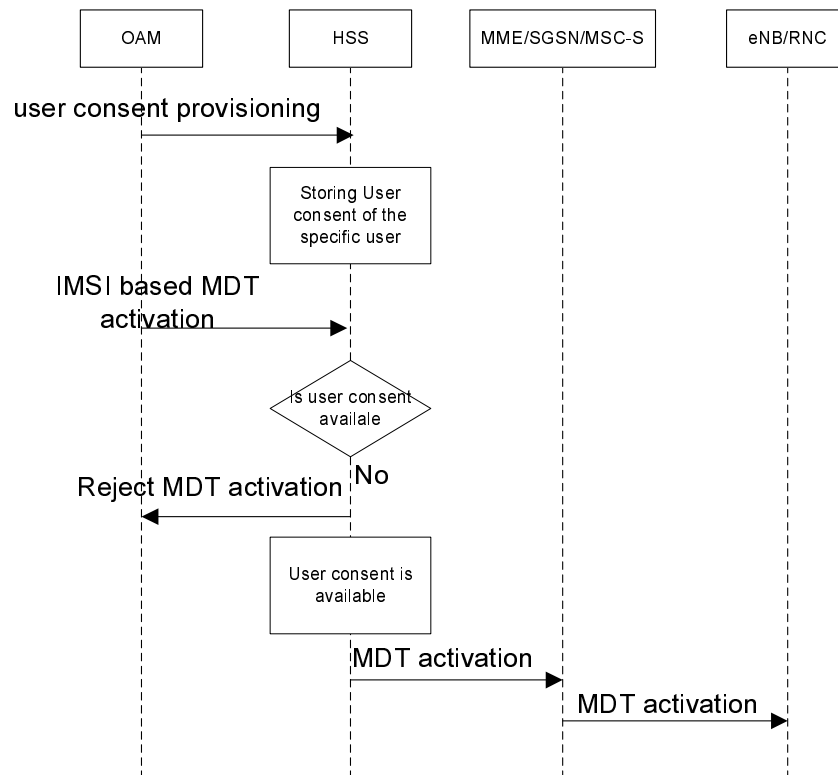 OAM
HSS
MME/SGSN/MSC-S
eNB/RNC
user consent provisioning
Storing User
consent of the
specific user
IMSI based MDT
activation
Is user consent
availale
No
Reject MDT activation
User consent is
available
MDT activation
MDT activation